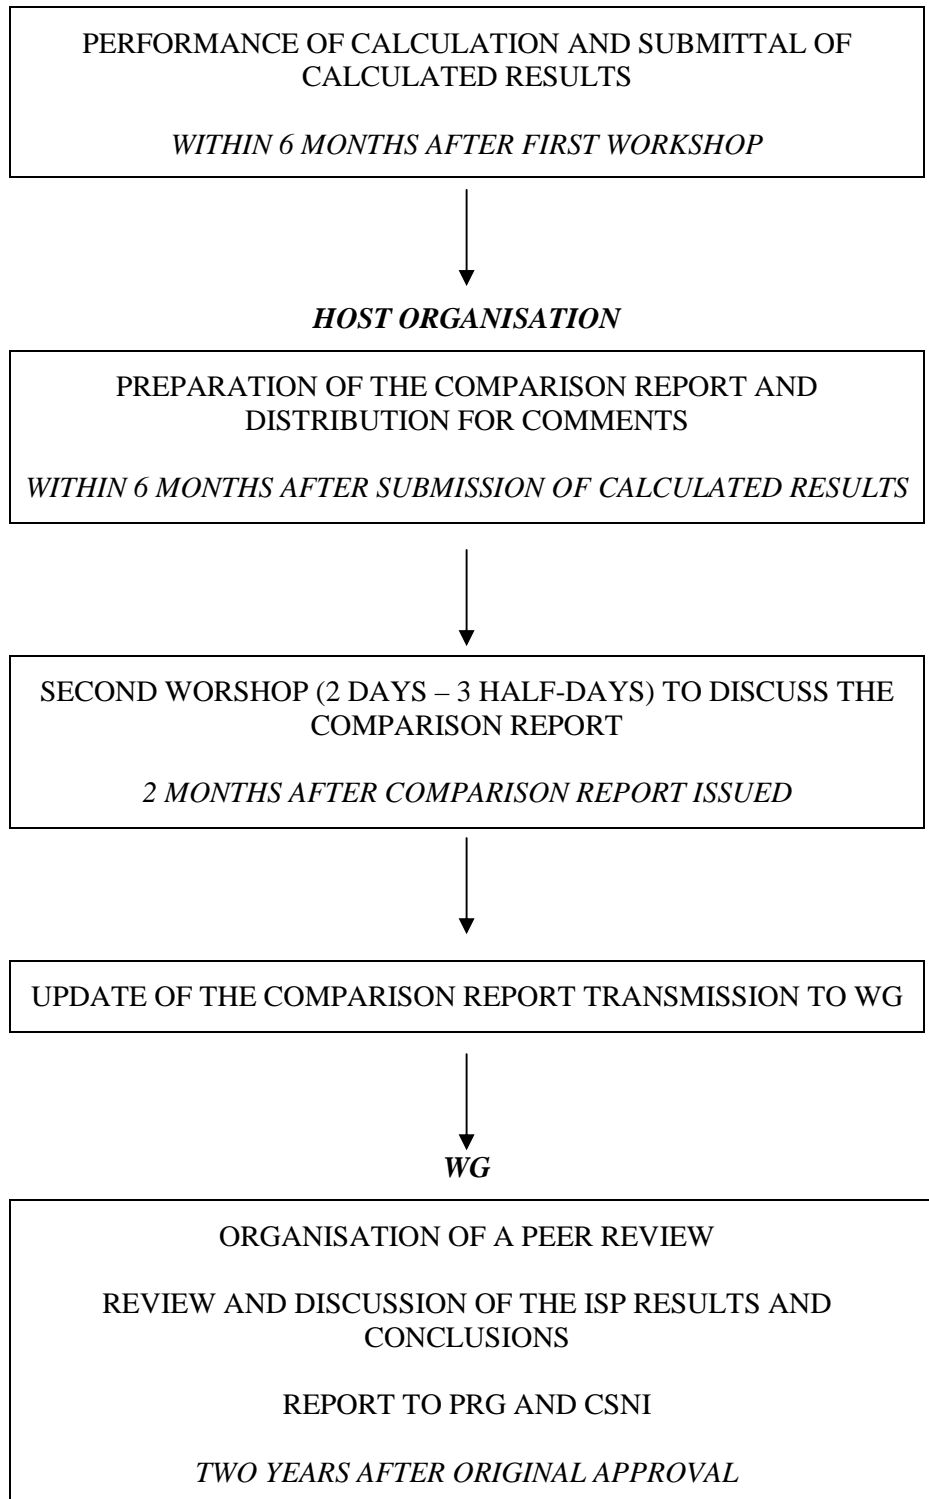 PERFORMANCE OF CALCULATION AND SUBMITTAL OF
CALCULATED RESULTS
WITHIN 6 MONTHS AFTER FIRST WORKSHOP
HOST ORGANISATION
PREPARATION OF THE COMPARISON REPORT AND
DISTRIBUTION FOR COMMENTS
WITHIN 6 MONTHS AFTER SUBMISSION OF CALCULATED RESULTS
SECOND WORSHOP (2 DAYS – 3 HALF-DAYS) TO DISCUSS THE
COMPARISON REPORT
2 MONTHS AFTER COMPARISON REPORT ISSUED
UPDATE OF THE COMPARISON REPORT TRANSMISSION TO WG
WG
ORGANISATION OF A PEER REVIEW
REVIEW AND DISCUSSION OF THE ISP RESULTS AND
CONCLUSIONS
REPORT TO PRG AND CSNI
TWO YEARS AFTER ORIGINAL APPROVAL